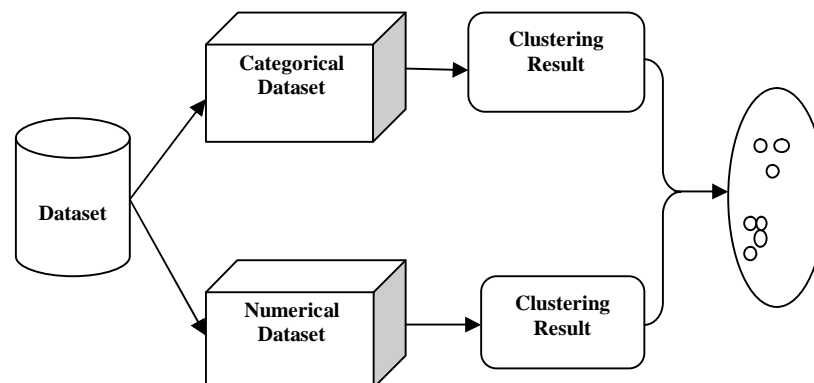 Categorical
Dataset
Clustering
Result
Dataset
Numerical
Dataset
Clustering
Result